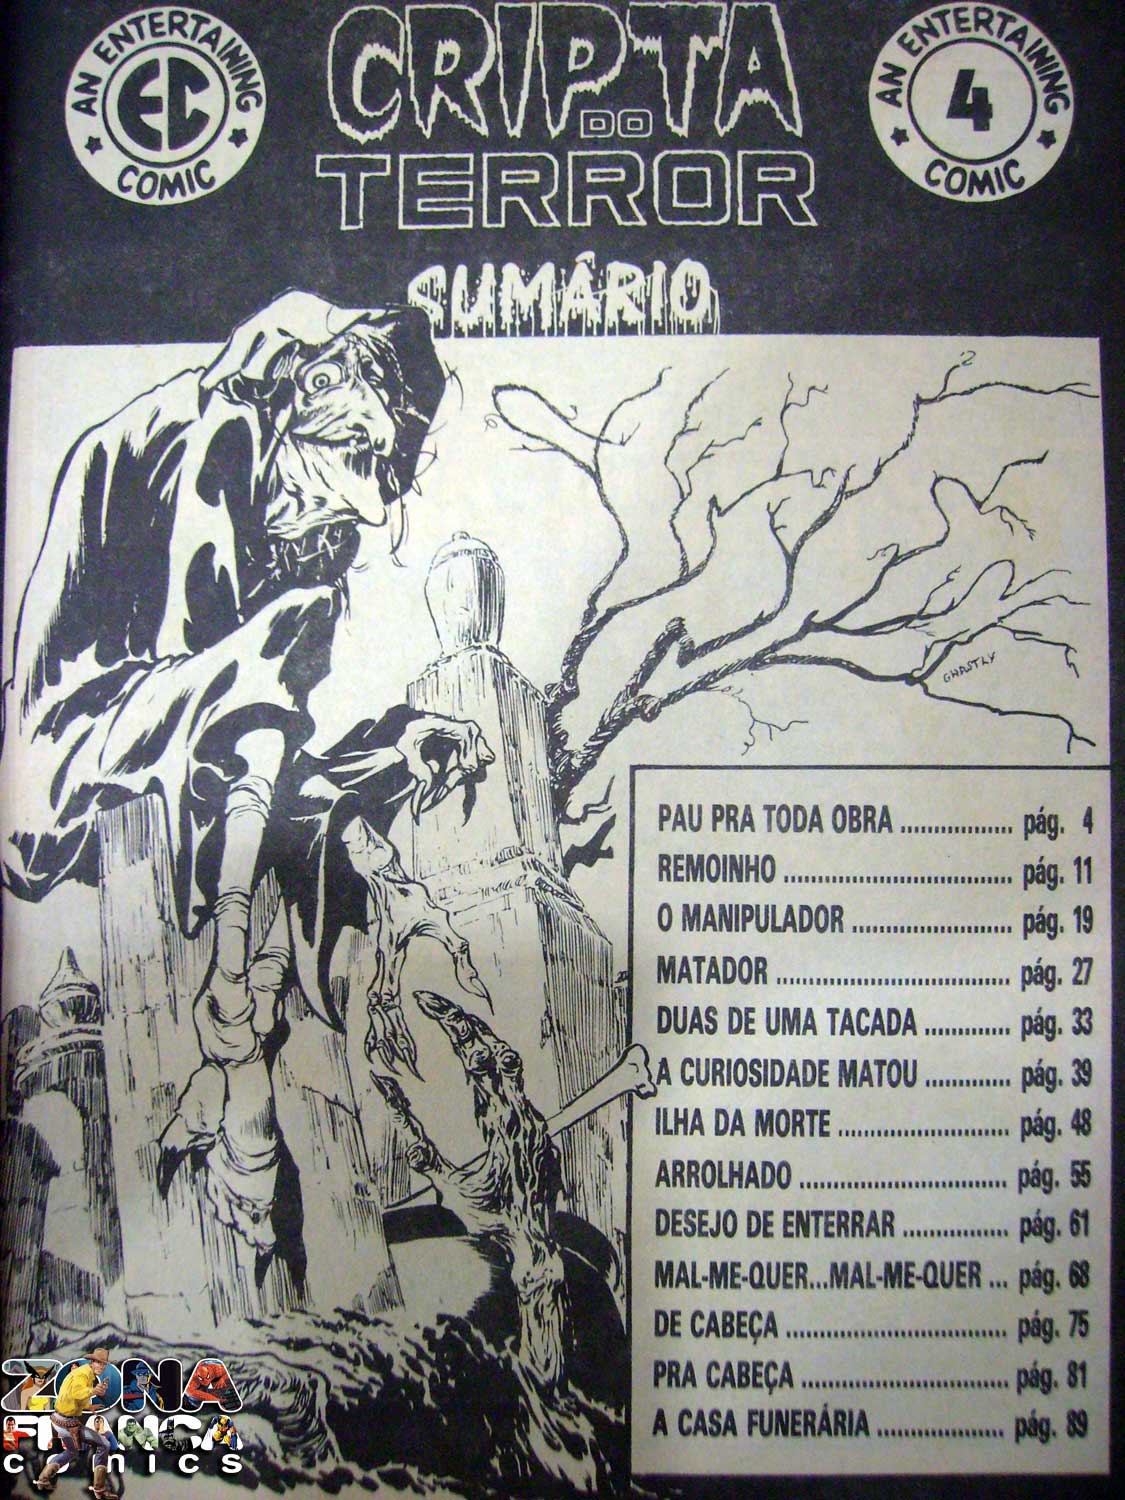 AN ENTERTAINING
EC
COMIC
CRIPTA
DO
TERROR
AN ENTERTAINING
4
COMIC
SUMÁRIO
GHASTLY
PAU PRA TODA OBRA ................. pág. 4
REMOINHO ................................... pág. 11
O MANIPULADOR ........................ pág. 19
MATADOR .................................... pág. 27
DUAS DE UMA TACADA ............. pág. 33
A CURIOSIDADE MATOU ............. pág. 39
ILHA DA MORTE .......................... pág. 48
ARROLHADO ................................ pág. 55
DESEJO DE ENTERRAR ................ pág. 61
MAL-ME-QUER...MAL-ME-QUER ... pág. 68
DE CABEÇA .................................. pág. 75
PRA CABEÇA ................................ pág. 81
A CASA FUNERÁRIA ................... pág. 89
ZONA
FRANCA
comics